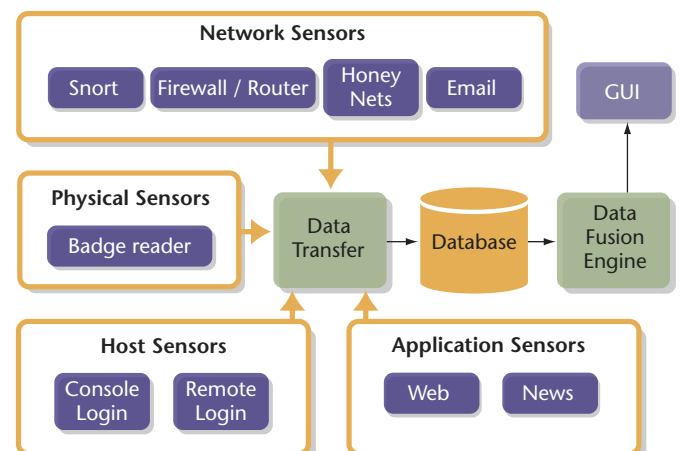 Network Sensors
Snort
Firewall / Router
Honey
Nets
Email
GUI
Physical Sensors
Badge reader
Data
Transfer
Database
Data
Fusion
Engine
Host Sensors
Console
Login
Remote
Login
Application Sensors
Web
News